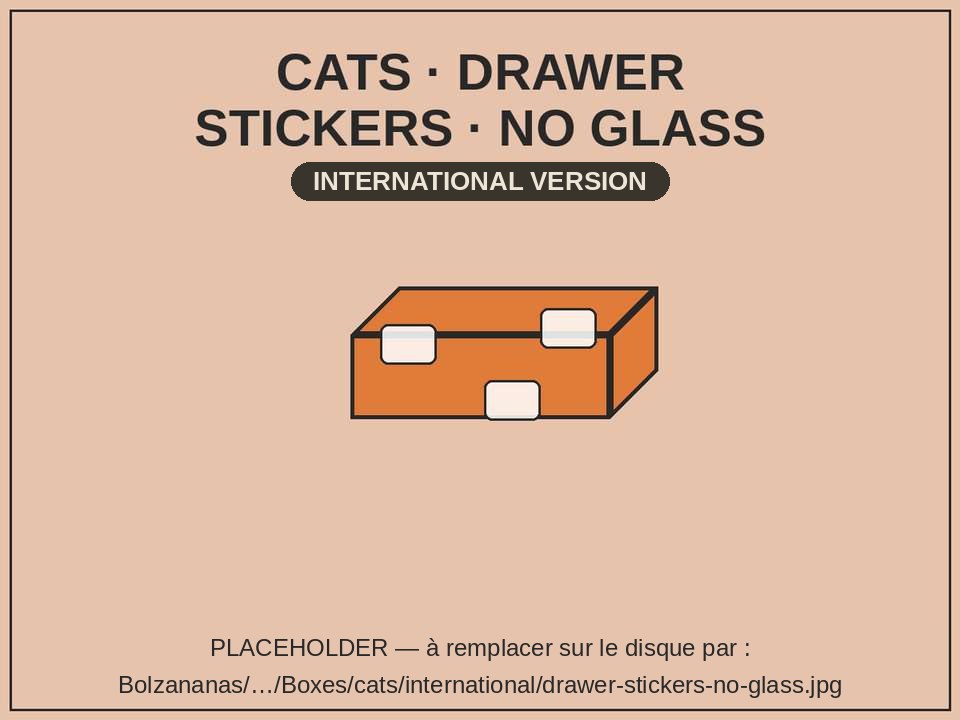 CATS · DRAWER
STICKERS · NO GLASS
INTERNATIONAL VERSION
PLACEHOLDER — à remplacer sur le disque par :
Bolzananas/…/Boxes/cats/international/drawer-stickers-no-glass.jpg